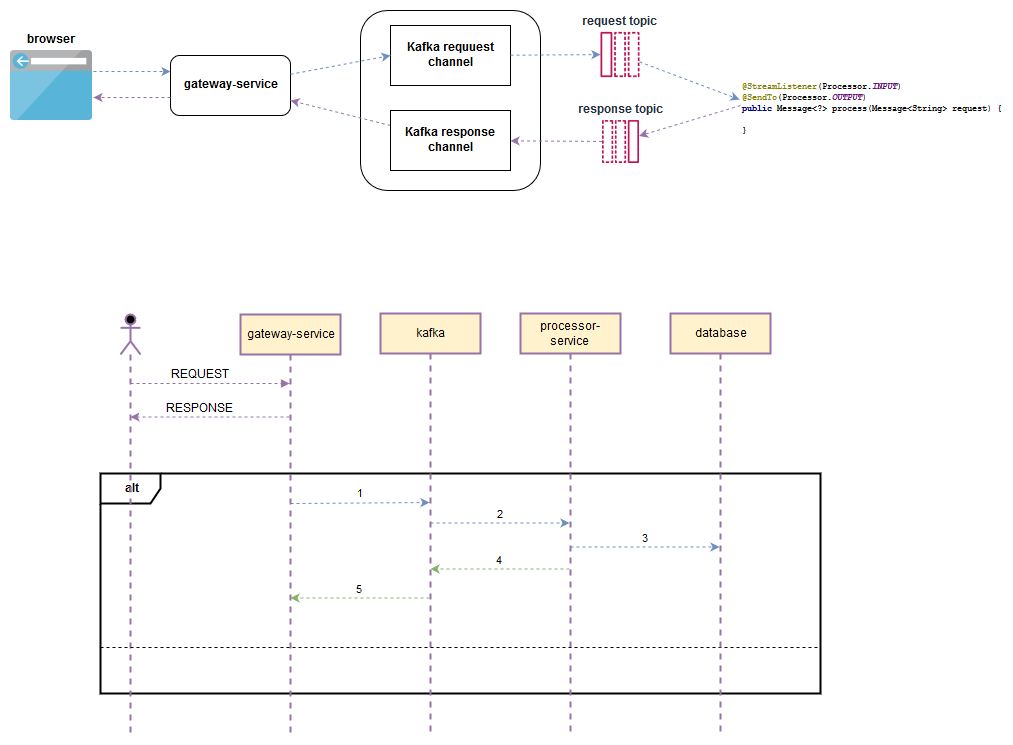 request topic
browser
Kafka requuest
channel
gateway-service
@StreamListener(Processor.INPUT)
@SendTo(Processor.OUTPUT)
public Message<?> process(Message<String> request) {
}
response topic
Kafka response
channel
gateway-service
kafka
processor-
service
database
REQUEST
RESPONSE
alt
1
2
3
4
5